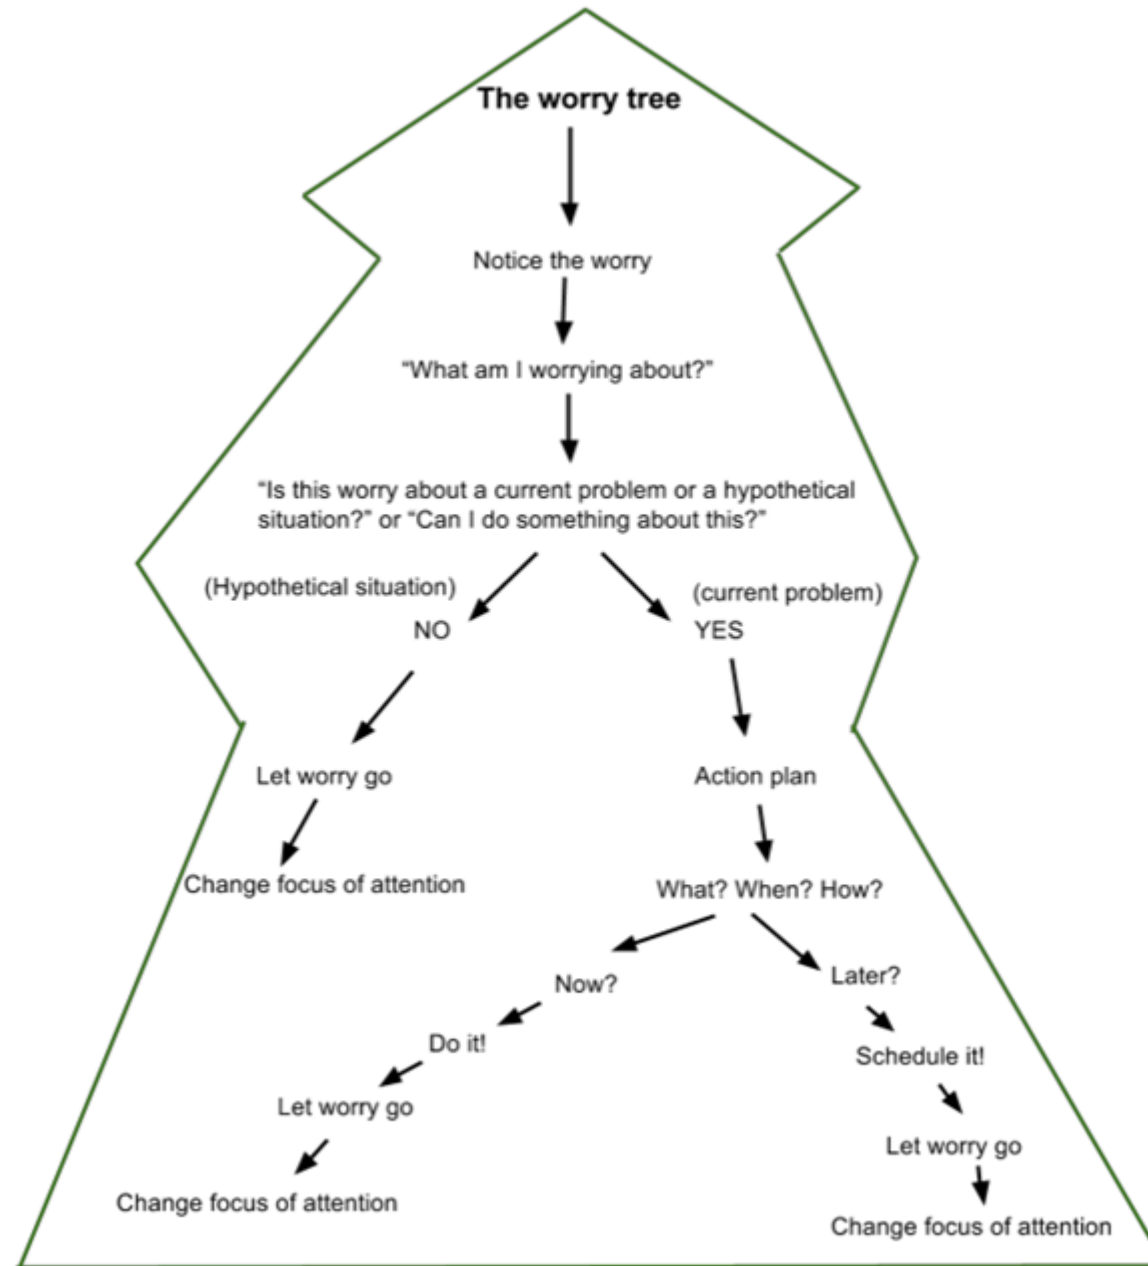 The worry tree
Notice the worry
“What am I worrying about?”
“Is this worry about a current problem or a hypothetical
situation?” or “Can I do something about this?”
(Hypothetical situation)
NO
(current problem)
YES
Let worry go
Change focus of attention
Action plan
What? When? How?
Now?
Do it!
Let worry go
Change focus of attention
Later?
Schedule it!
Let worry go
Change focus of attention